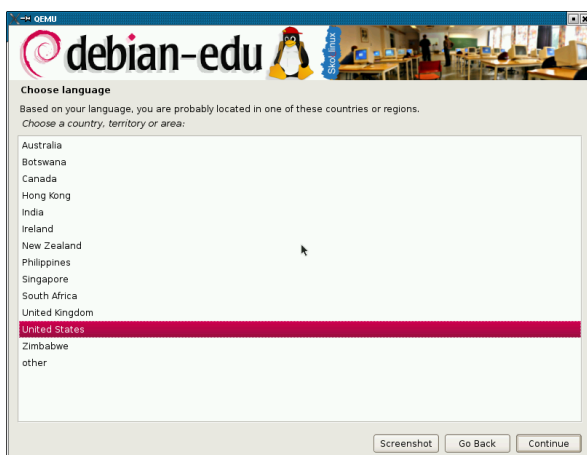 QEMU
debian-edu
Skolelinux
Choose language
Based on your language, you are probably located in one of these countries or regions.
Choose a country, territory or area:
Australia
Botswana
Canada
Hong Kong
India
Ireland
New Zealand
Philippines
Singapore
South Africa
United Kingdom
United States
Zimbabwe
other
Screenshot
Go Back
Continue